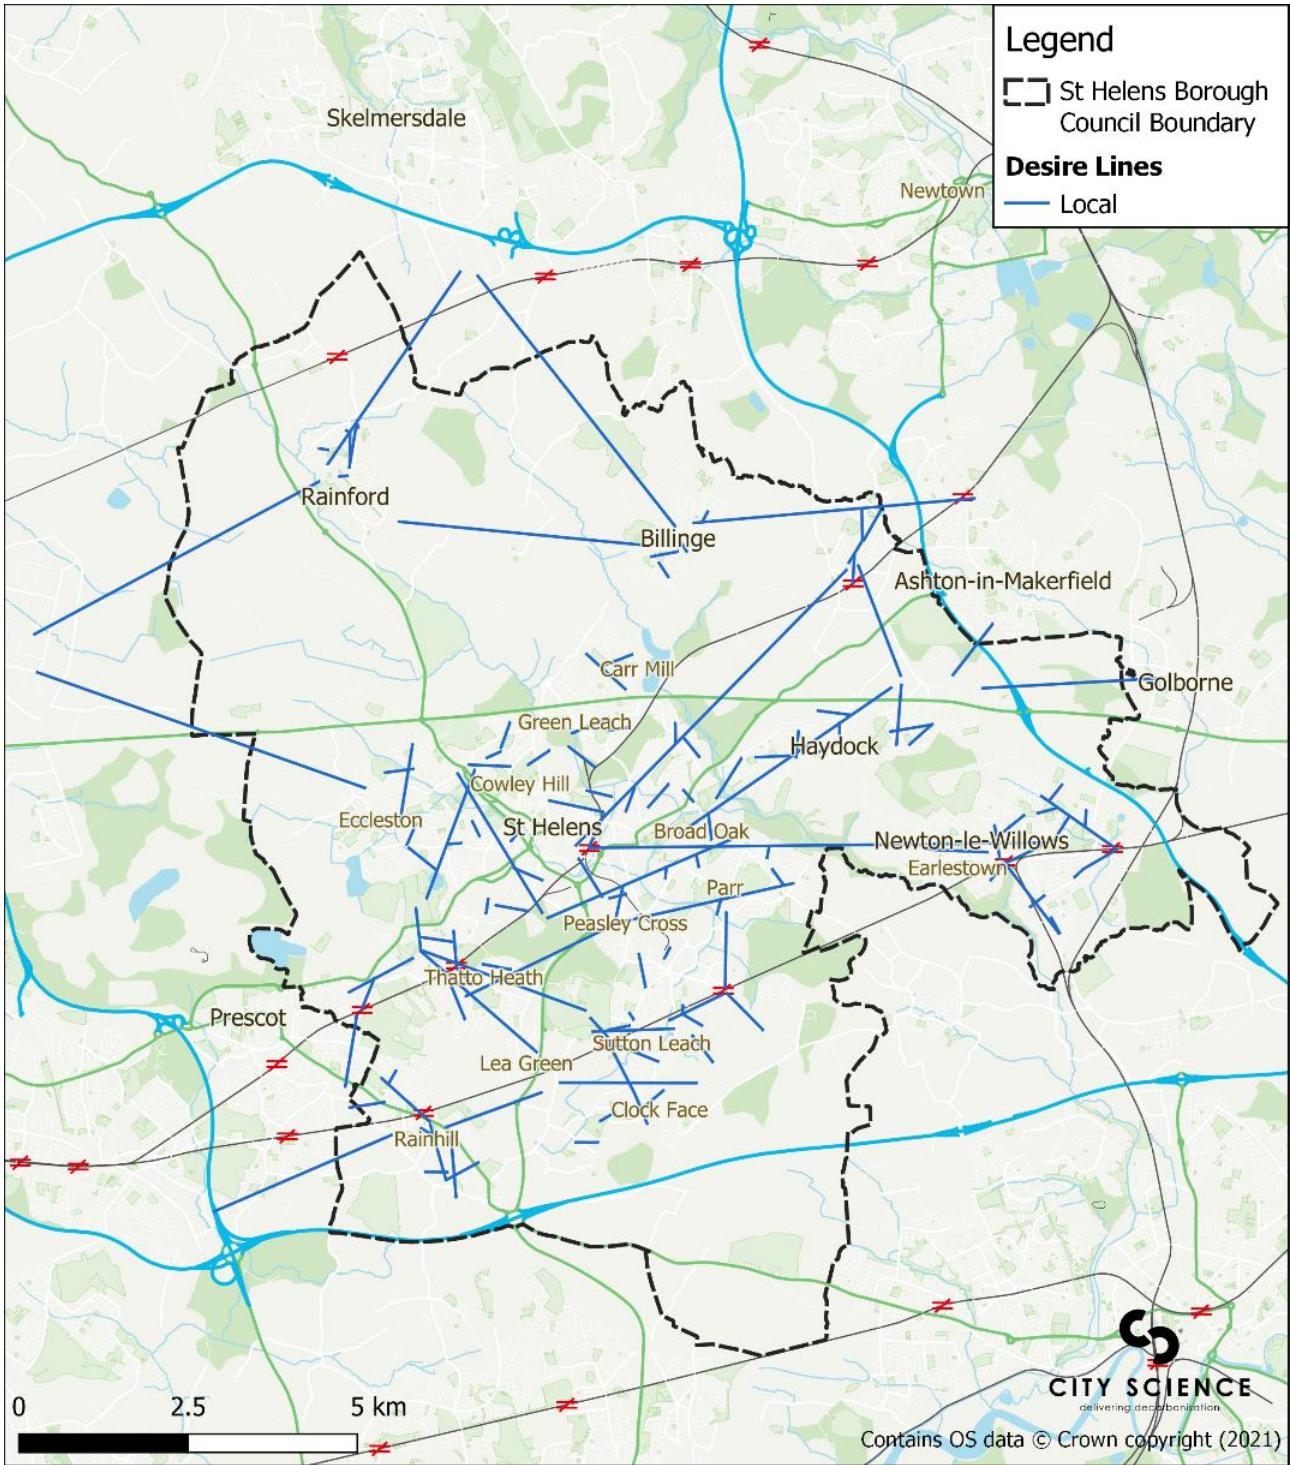 Legend
St Helens Borough
Council Boundary
Desire Lines
Local
Skelmersdale
Newtown
Rainford
Billinge
Ashton-in-Makerfield
Carr Mill
Golborne
Green Leach
Haydock
Cowley Hill
Eccleston
St Helens
Broad Oak
Newton-le-Willows
Earlestown
Parr
Peasley Cross
Thatto Heath
Prescot
Sutton Leach
Lea Green
Clock Face
Rainhill
0 2.5 5 km
CITY SCIENCE
delivering decarbonisation
Contains OS data © Crown copyright (2021)